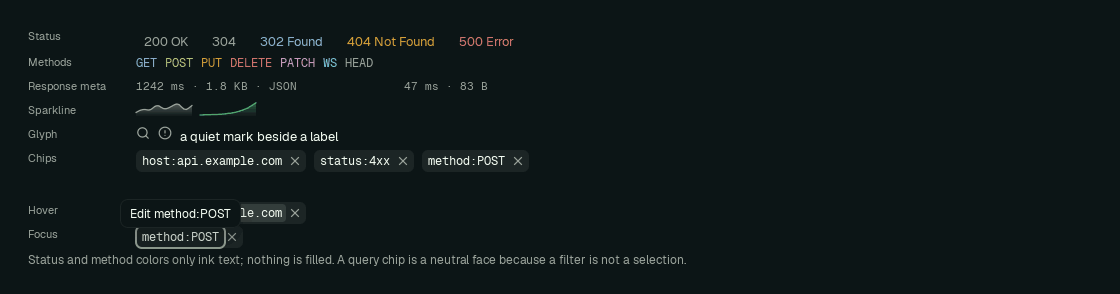 Status 200 OK 304 302 Found 404 Not Found 500 Error
Methods GET POST PUT DELETE PATCH WS HEAD
Response meta 1242 ms · 1.8 KB · JSON 47 ms · 83 B
Sparkline
Glyph a quiet mark beside a label
Chips host:api.example.com status:4xx method:POST
Hover Edit method:POST le.com
Focus method:POST
Status and method colors only ink text; nothing is filled. A query chip is a neutral face because a filter is not a selection.